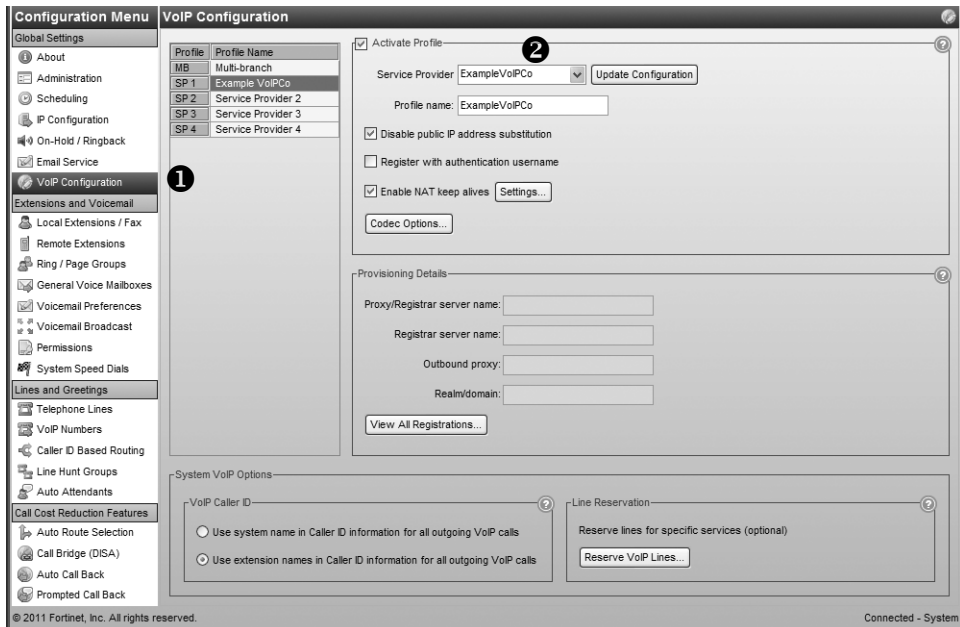 Configuration Menu
Global Settings
About
Administration
Scheduling
IP Configuration
On-Hold / Ringback
Email Service
VoIP Configuration
Extensions and Voicemail
Local Extensions / Fax
Remote Extensions
Ring / Page Groups
General Voice Mailboxes
Voicemail Preferences
Voicemail Broadcast
Permissions
System Speed Dials
Lines and Greetings
Telephone Lines
VoIP Numbers
Caller ID Based Routing
Line Hunt Groups
Auto Attendants
Call Cost Reduction Features
Auto Route Selection
Call Bridge (DISA)
Auto Call Back
Prompted Call Back
VoIP Configuration
Profile Profile Name
MB Multi-branch
SP 1 Example VoIPCo
SP 2 Service Provider 2
SP 3 Service Provider 3
SP 4 Service Provider 4
1
Activate Profile
2
?
Service Provider ExampleVoIPCo Update Configuration
Profile name: ExampleVoIPCo
Disable public IP address substitution
Register with authentication username
Enable NAT keep alives Settings...
Codec Options...
Provisioning Details
?
Proxy/Registrar server name:
Registrar server name:
Outbound proxy:
Realm/domain:
View All Registrations...
System VoIP Options
VoIP Caller ID
?
Use system name in Caller ID information for all outgoing VoIP calls
Use extension names in Caller ID information for all outgoing VoIP calls
Line Reservation
?
Reserve lines for specific services (optional)
Reserve VoIP Lines...
© 2011 Fortinet, Inc. All rights reserved.
Connected - System